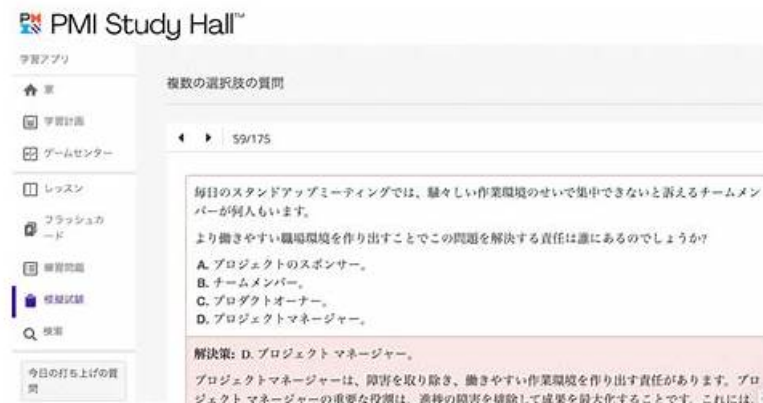 PMI Study Hall™
学習アプリ
家
学習計画
ゲームセンター
レッスン
フラッシュカ
ード
練習問題
模擬試験
検索
今日の打ち上げの質
問
複数の選択肢の質問
59/175
毎日のスタンドアップミーティングでは、騒々しい作業環境のせいで集中できないと訴えるチームメン
バーが何人もいます。
より働きやすい職場環境を作り出すことでこの問題を解決する責任は誰にあるのでしょうか?
A. プロジェクトのスポンサー。
B. チームメンバー。
C. プロダクトオーナー。
D. プロジェクトマネージャー。
解決策: D. プロジェクト マネージャー。
プロジェクトマネージャーは、障害を取り除き、働きやすい作業環境を作り出す責任があります。プロ
ジェクト マネージャーの重要な役割は、進捗の障害を排除して成果を最大化することです。これには、